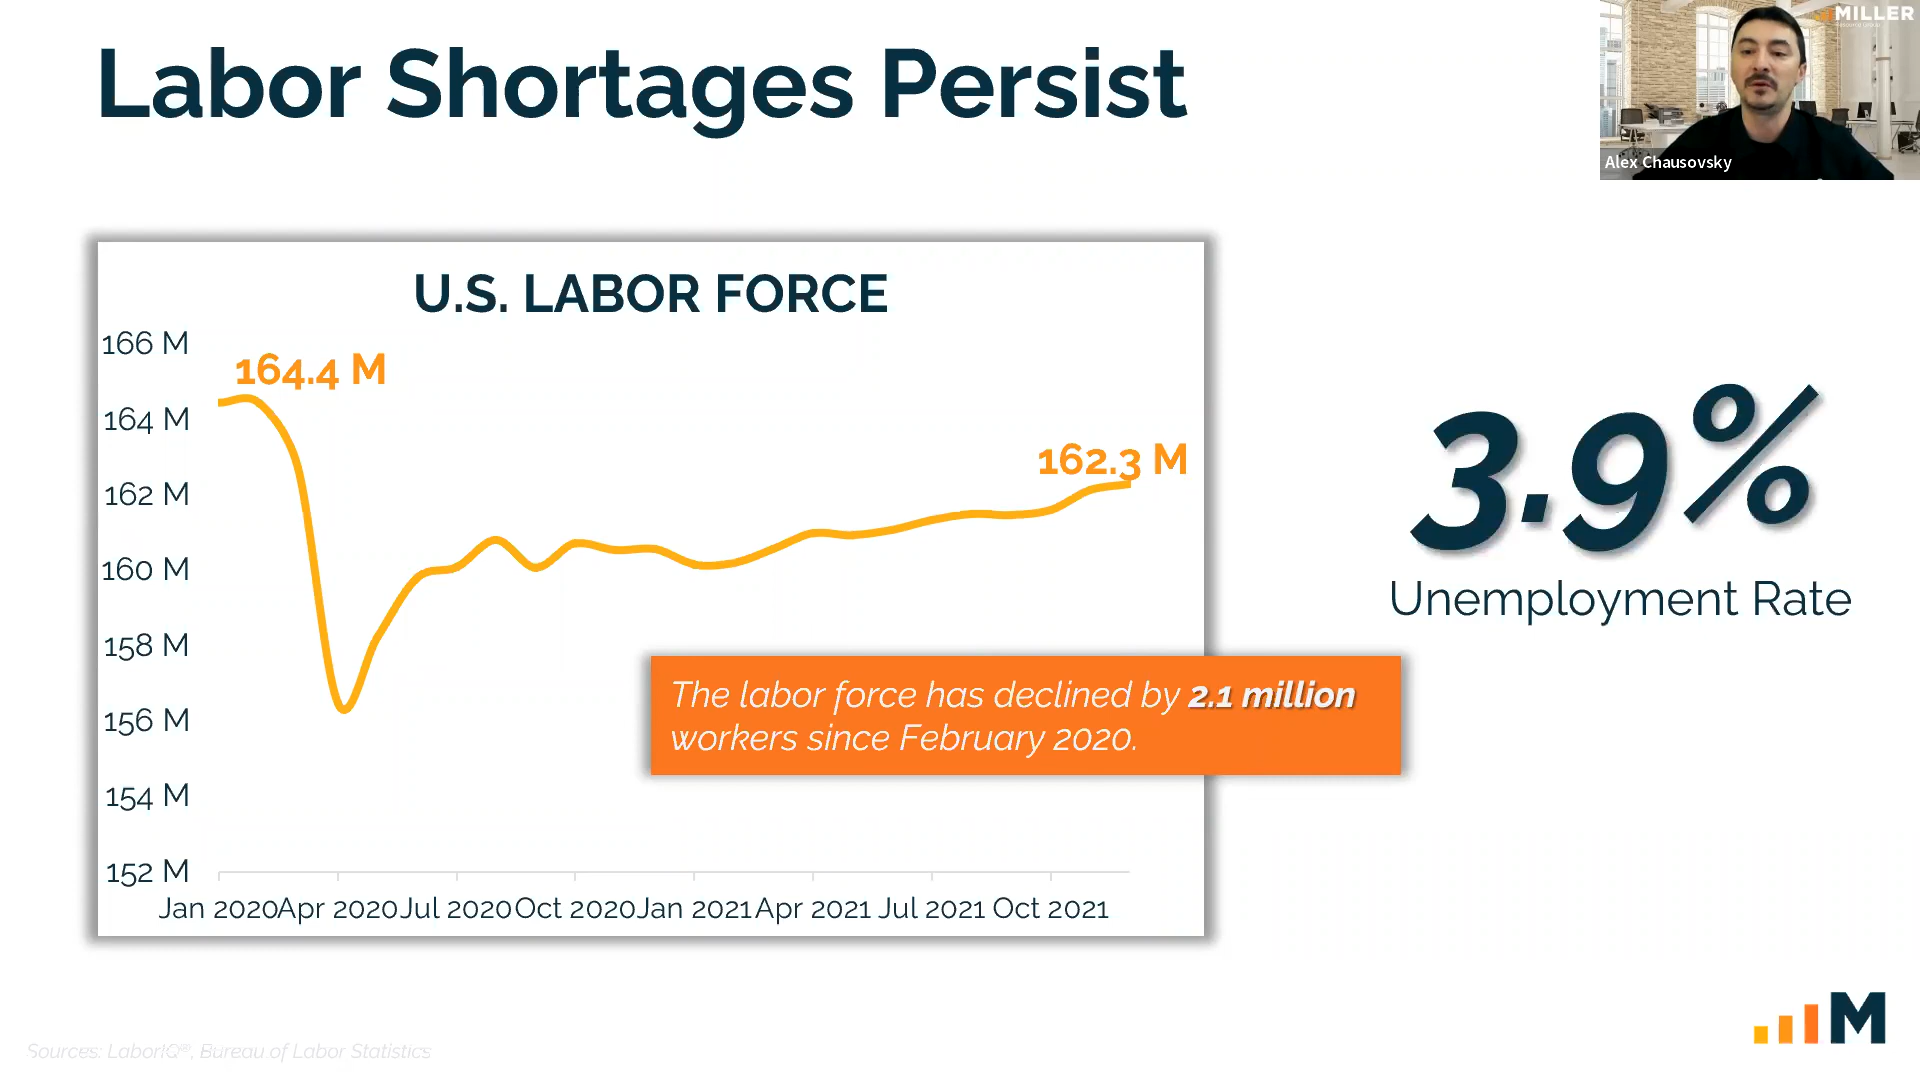 Labor Shortages Persist
MILLER
Alex Chausovsky
U.S. LABOR FORCE
166 M
164 M
162 M
160 M
158 M
156 M
154 M
152 M
164.4 M
162.3 M
Jan 2020 Apr 2020 Jul 2020 Oct 2020 Jan 2021 Apr 2021 Jul 2021 Oct 2021
The labor force has declined by 2.1 million
workers since February 2020.
3.9%
Unemployment Rate
M
Sources: LaborIQ®, Bureau of Labor Statistics